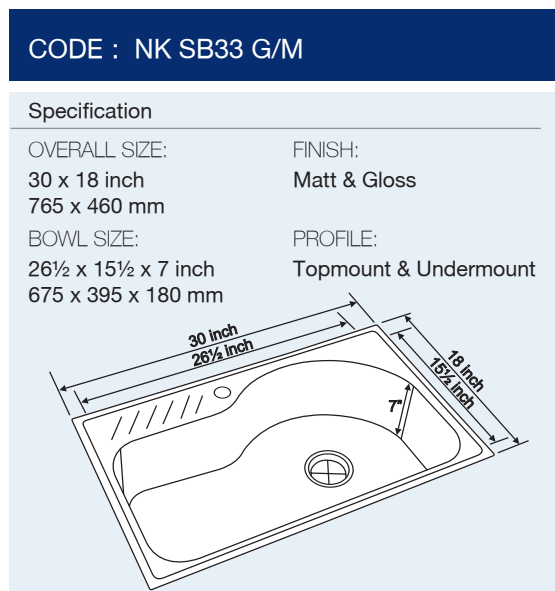 CODE : NK SB33 G/M
Specification
OVERALL SIZE:
30 x 18 inch
765 x 460 mm
FINISH:
Matt & Gloss
BOWL SIZE:
26½ x 15½ x 7 inch
675 x 395 x 180 mm
PROFILE:
Topmount & Undermount
30 inch
26½ inch
18 inch
15½ inch
7"